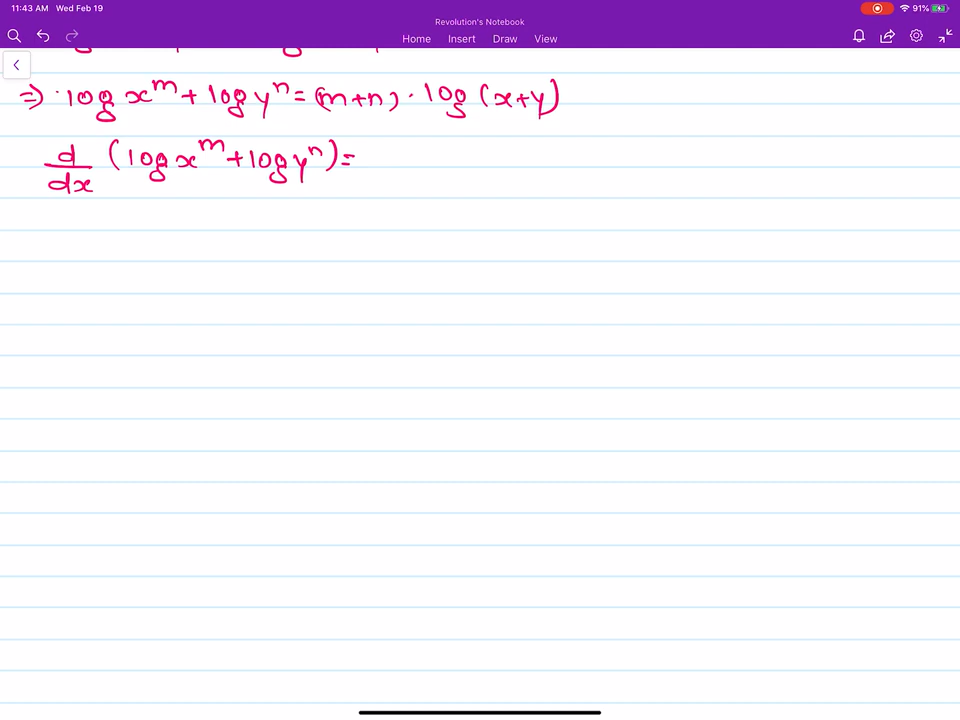 11:43 AM Wed Feb 19
91%
Revolution's Notebook
Home Insert Draw View
⇒ · log x^m + log y^n = (m+n) · log (x+y)
d/dx (log x^m + log y^n) =